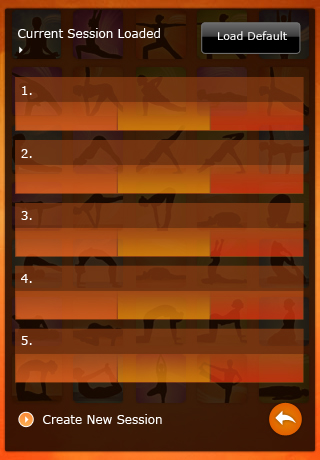 Current Session Loaded
Load Default
1.
2.
3.
4.
5.
Create New Session